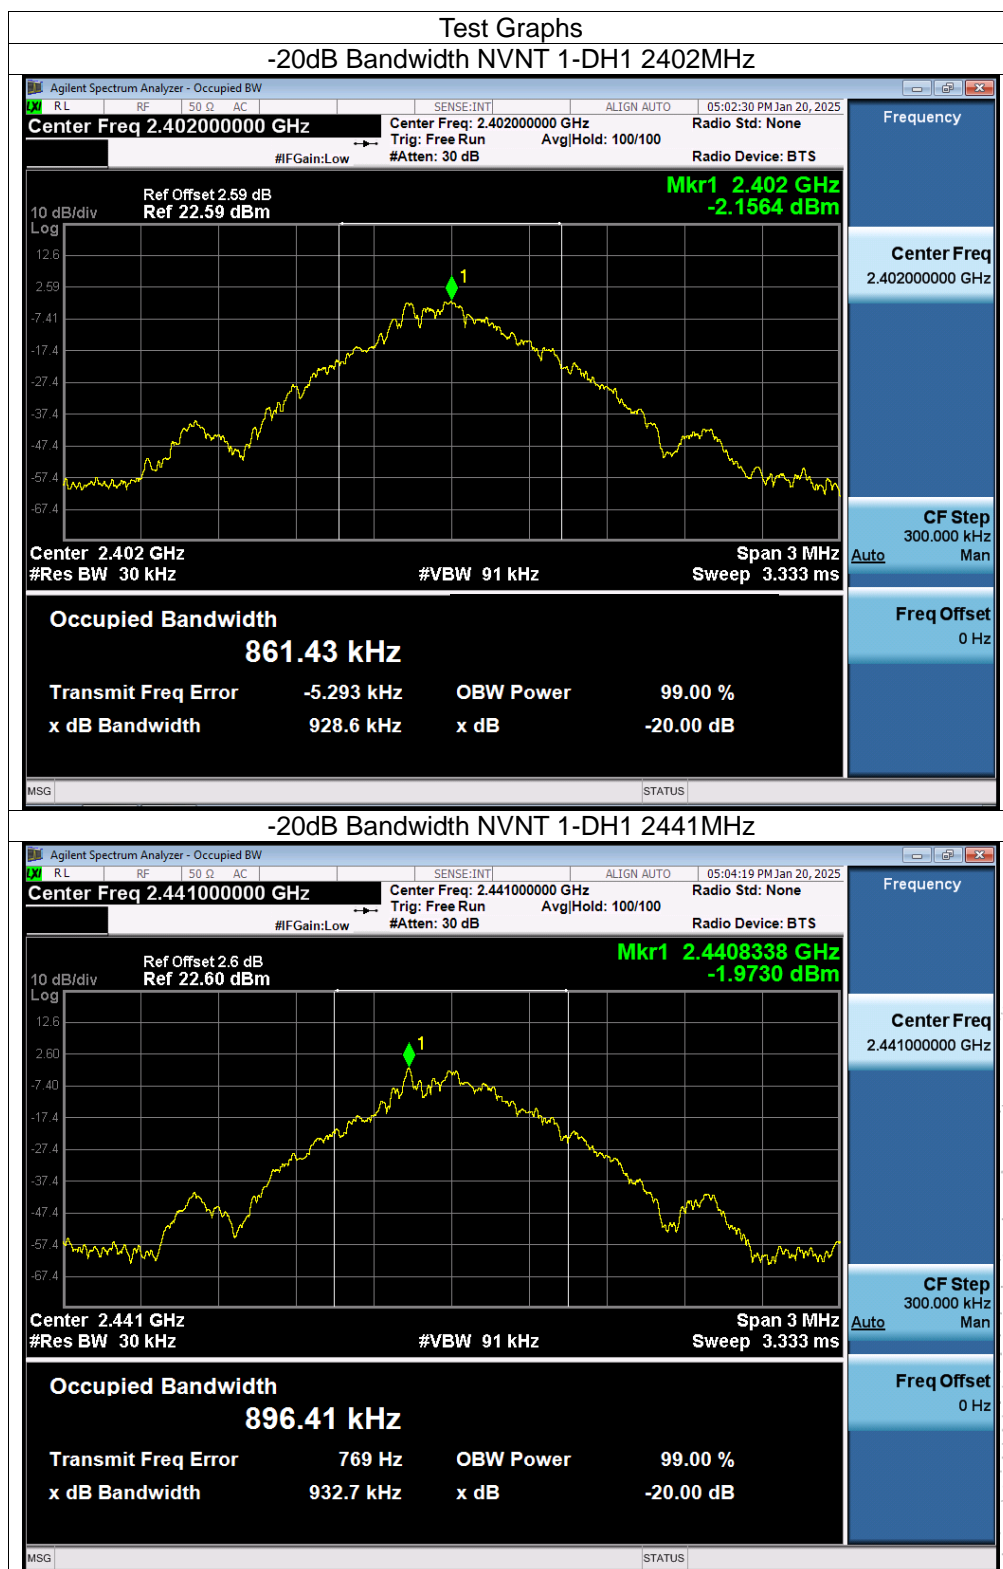 Test Graphs
-20dB Bandwidth NVNT 1-DH1 2402MHz
Agilent Spectrum Analyzer - Occupied BW
LXI RL RF 50 Ω AC SENSE:INT ALIGN AUTO 05:02:30 PM Jan 20, 2025
Center Freq 2.402000000 GHz
Center Freq: 2.402000000 GHz
Radio Std: None
Trig: Free Run Avg|Hold: 100/100
#IFGain:Low #Atten: 30 dB Radio Device: BTS
Frequency
Mkr1 2.402 GHz
-2.1564 dBm
Ref Offset 2.59 dB
10 dB/div Ref 22.59 dBm
Log
12.6
2.59
-7.41
-17.4
-27.4
-37.4
-47.4
-57.4
-67.4
1
Center 2.402 GHz Span 3 MHz
#Res BW 30 kHz #VBW 91 kHz Sweep 3.333 ms
Occupied Bandwidth
861.43 kHz
Transmit Freq Error -5.293 kHz OBW Power 99.00 %
x dB Bandwidth 928.6 kHz x dB -20.00 dB
Center Freq
2.402000000 GHz
CF Step
300.000 kHz
Auto Man
Freq Offset
0 Hz
MSG STATUS
-20dB Bandwidth NVNT 1-DH1 2441MHz
Agilent Spectrum Analyzer - Occupied BW
LXI RL RF 50 Ω AC SENSE:INT ALIGN AUTO 05:04:19 PM Jan 20, 2025
Center Freq 2.441000000 GHz
Center Freq: 2.441000000 GHz
Radio Std: None
Trig: Free Run Avg|Hold: 100/100
#IFGain:Low #Atten: 30 dB Radio Device: BTS
Frequency
Mkr1 2.4408338 GHz
-1.9730 dBm
Ref Offset 2.6 dB
10 dB/div Ref 22.60 dBm
Log
12.6
2.60
-7.40
-17.4
-27.4
-37.4
-47.4
-57.4
-67.4
1
Center 2.441 GHz Span 3 MHz
#Res BW 30 kHz #VBW 91 kHz Sweep 3.333 ms
Occupied Bandwidth
896.41 kHz
Transmit Freq Error 769 Hz OBW Power 99.00 %
x dB Bandwidth 932.7 kHz x dB -20.00 dB
Center Freq
2.441000000 GHz
CF Step
300.000 kHz
Auto Man
Freq Offset
0 Hz
MSG STATUS